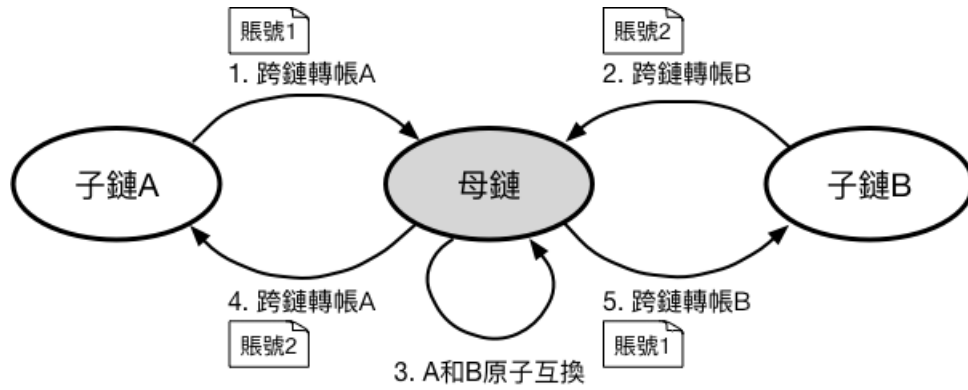 賬號1
1. 跨鏈轉帳A
賬號2
2. 跨鏈轉帳B
子鏈A
母鏈
子鏈B
4. 跨鏈轉帳A
賬號2
5. 跨鏈轉帳B
賬號1
3. A和B原子互換